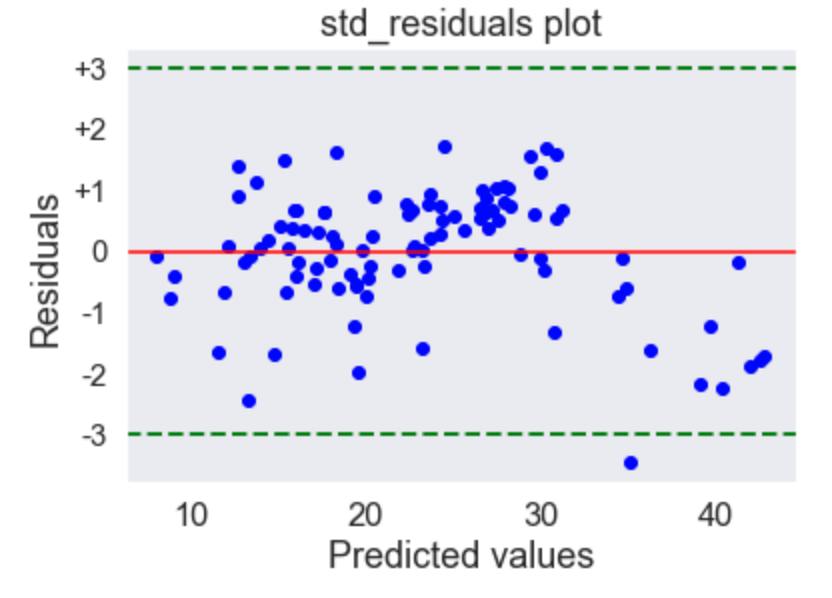 std_residuals plot
+3
+2
+1
0
-1
-2
-3
Residuals
10 20 30 40
Predicted values